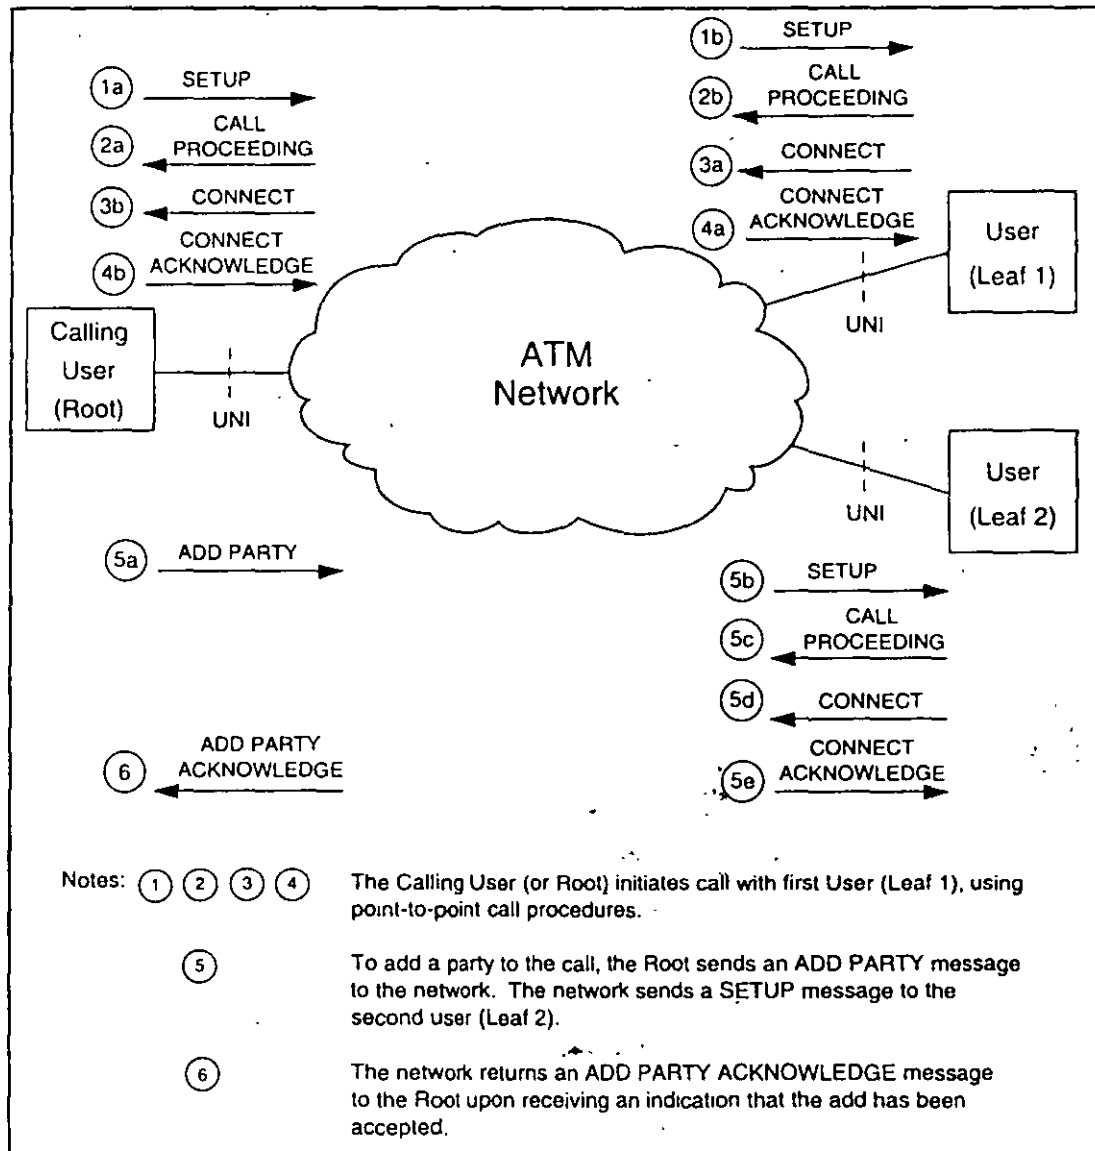 1a SETUP
2a CALL
PROCEEDING
3b CONNECT
4b CONNECT
ACKNOWLEDGE
1b SETUP
2b CALL
PROCEEDING
3a CONNECT
4a CONNECT
ACKNOWLEDGE
Calling
User
(Root)
UNI
ATM
Network
UNI
User
(Leaf 1)
UNI
User
(Leaf 2)
5a ADD PARTY
5b SETUP
5c CALL
PROCEEDING
5d CONNECT
5e CONNECT
ACKNOWLEDGE
6 ADD PARTY
ACKNOWLEDGE
Notes: 1 2 3 4 The Calling User (or Root) initiates call with first User (Leaf 1), using
point-to-point call procedures.
5 To add a party to the call, the Root sends an ADD PARTY message
to the network. The network sends a SETUP message to the
second user (Leaf 2).
6 The network returns an ADD PARTY ACKNOWLEDGE message
to the Root upon receiving an indication that the add has been
accepted.